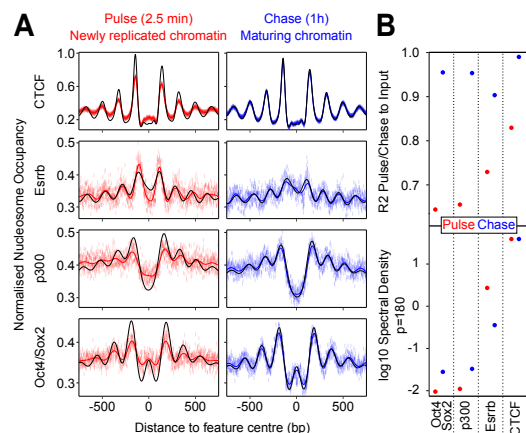 A
Pulse (2.5 min)
Newly replicated chromatin
Chase (1h)
Maturing chromatin
B
Normalised Nucleosome Occupancy
CTCF
1.0
0.6
0.2
Esrrb
0.5
0.4
0.3
p300
0.5
0.4
0.3
Oct4/Sox2
0.4
0.3
-500
0
500
-500
0
500
Distance to feature centre (bp)
R2 Pulse/Chase to Input
1.0
0.9
0.8
0.7
Pulse Chase
log10 Spectral Density
p=180
1
0
-1
-2
Oct4
Sox2
p300
Esrrb
CTCF